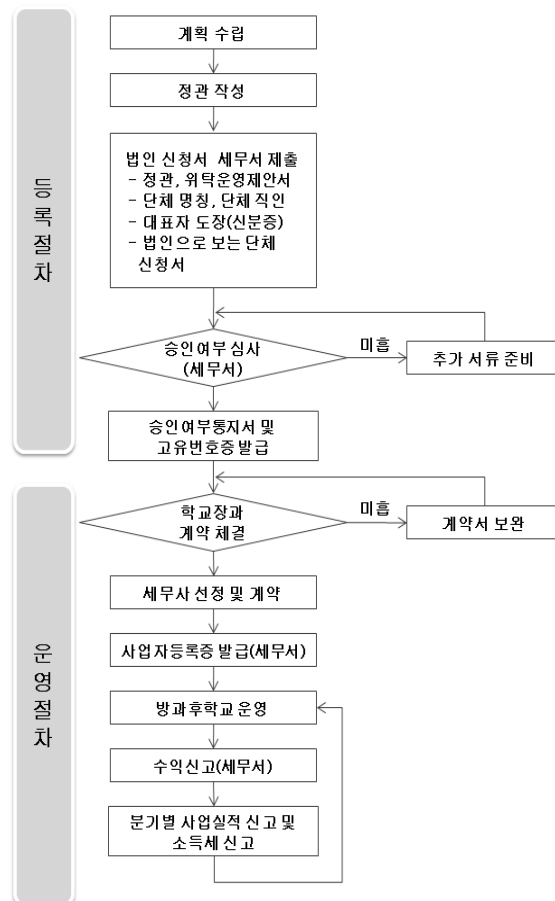 등록절차
계획 수립
정관 작성
법인 신청서 세무서 제출
- 정관, 위탁운영제안서
- 단체 명칭, 단체 직인
- 대표자 도장(신분증)
- 법인으로 보는 단체
신청서
승인여부 심사
(세무서)
미흡
추가 서류 준비
승인여부통지서 및
고유번호증 발급
운영절차
학교장과
계약 체결
미흡
계약서 보완
세무사 선정 및 계약
사업자등록증 발급(세무서)
방과후학교 운영
수익신고(세무서)
분기별 사업실적 신고 및
소득세 신고